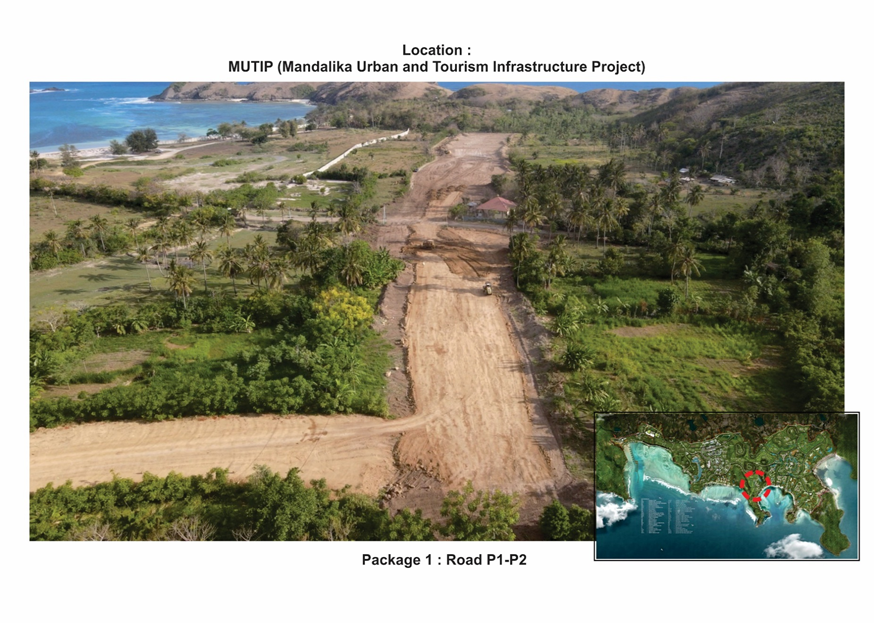 Location :
MUTIP (Mandalika Urban and Tourism Infrastructure Project)
Package 1 : Road P1-P2